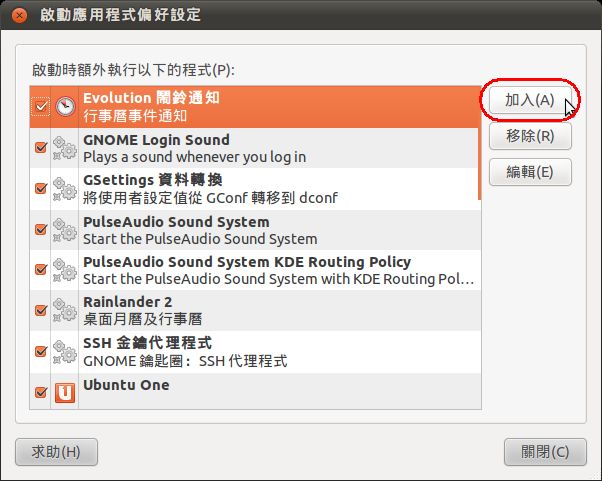 啟動應用程式偏好設定
啟動時額外執行以下的程式(P):
Evolution 鬧鈴通知
行事曆事件通知
加入(A)
GNOME Login Sound
Plays a sound whenever you log in
移除(R)
GSettings 資料轉換
將使用者設定值從 GConf 轉移到 dconf
編輯(E)
PulseAudio Sound System
Start the PulseAudio Sound System
PulseAudio Sound System KDE Routing Policy
Start the PulseAudio Sound System with KDE Routing Pol…
Rainlander 2
桌面月曆及行事曆
SSH 金鑰代理程式
GNOME 鑰匙圈：SSH 代理程式
Ubuntu One
求助(H)
關閉(C)